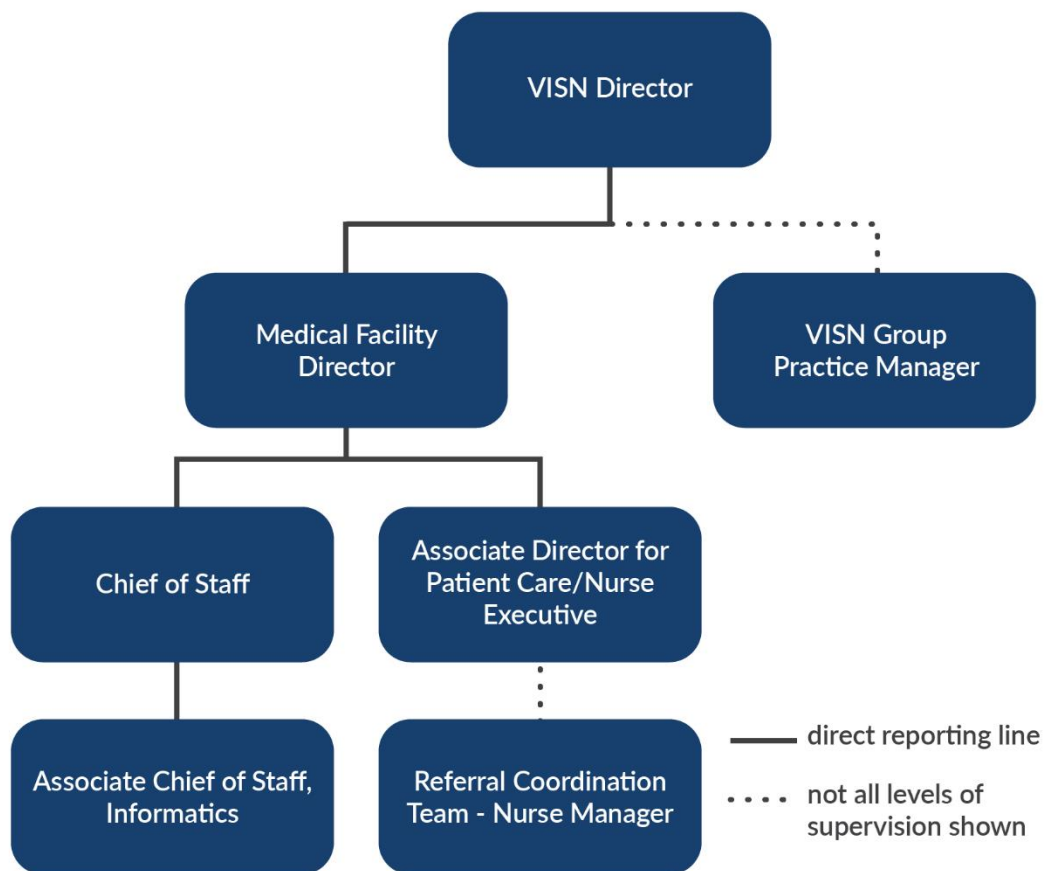 VISN Director
Medical Facility
Director
VISN Group
Practice Manager
Chief of Staff
Associate Director for
Patient Care/Nurse
Executive
Associate Chief of Staff,
Informatics
Referral Coordination
Team - Nurse Manager
direct reporting line
not all levels of
supervision shown